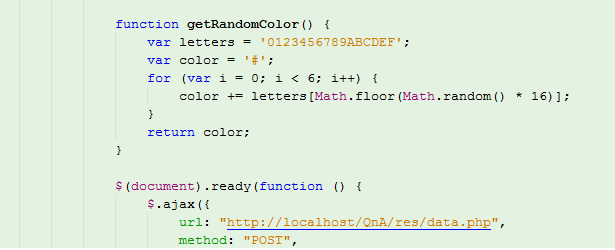 function getRandomColor() {
var letters = '0123456789ABCDEF';
var color = '#';
for (var i = 0; i < 6; i++) {
color += letters[Math.floor(Math.random() * 16)];
}
return color;
}
$(document).ready(function () {
$.ajax({
url: "http://localhost/QnA/res/data.php",
method: "POST",